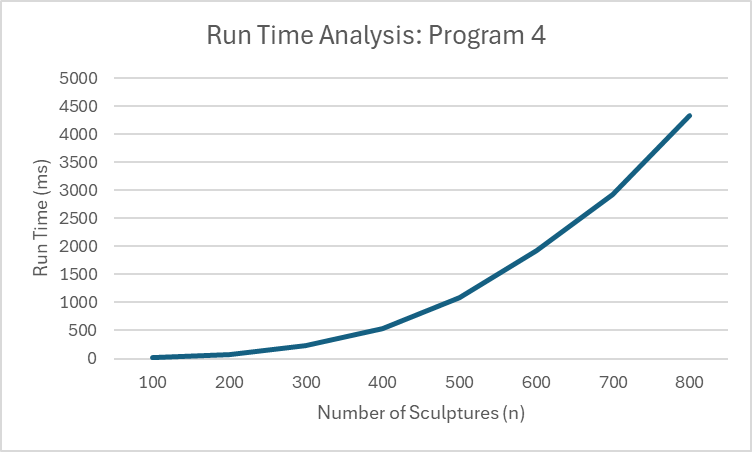 Run Time Analysis: Program 4
5000
4500
4000
3500
3000
2500
2000
1500
1000
500
0
Run Time (ms)
100 200 300 400 500 600 700 800
Number of Sculptures (n)